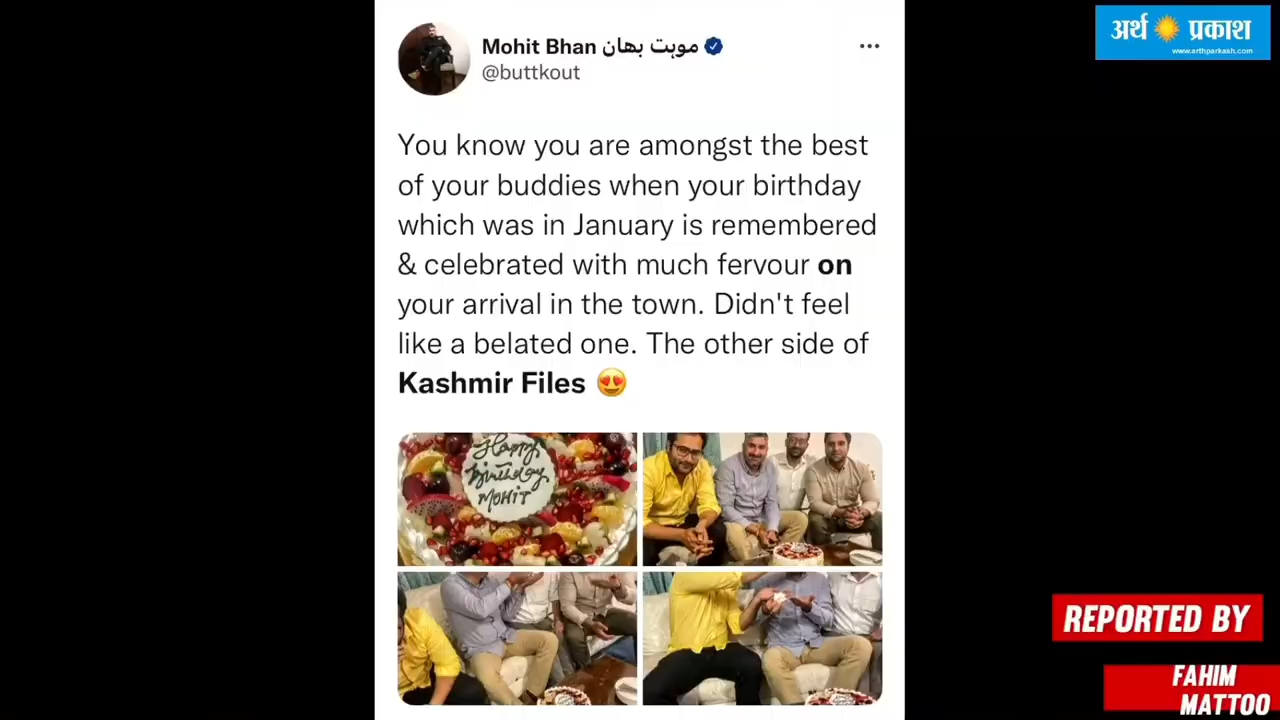 Mohit Bhan موہت بھان
@buttkout
You know you are amongst the best
of your buddies when your birthday
which was in January is remembered
& celebrated with much fervour on
your arrival in the town. Didn't feel
like a belated one. The other side of
Kashmir Files 😍
Happy
Birthday
MOHIT
अर्थ प्रकाश
www.arthparkash.com
REPORTED BY
FAHIM
MATTOO